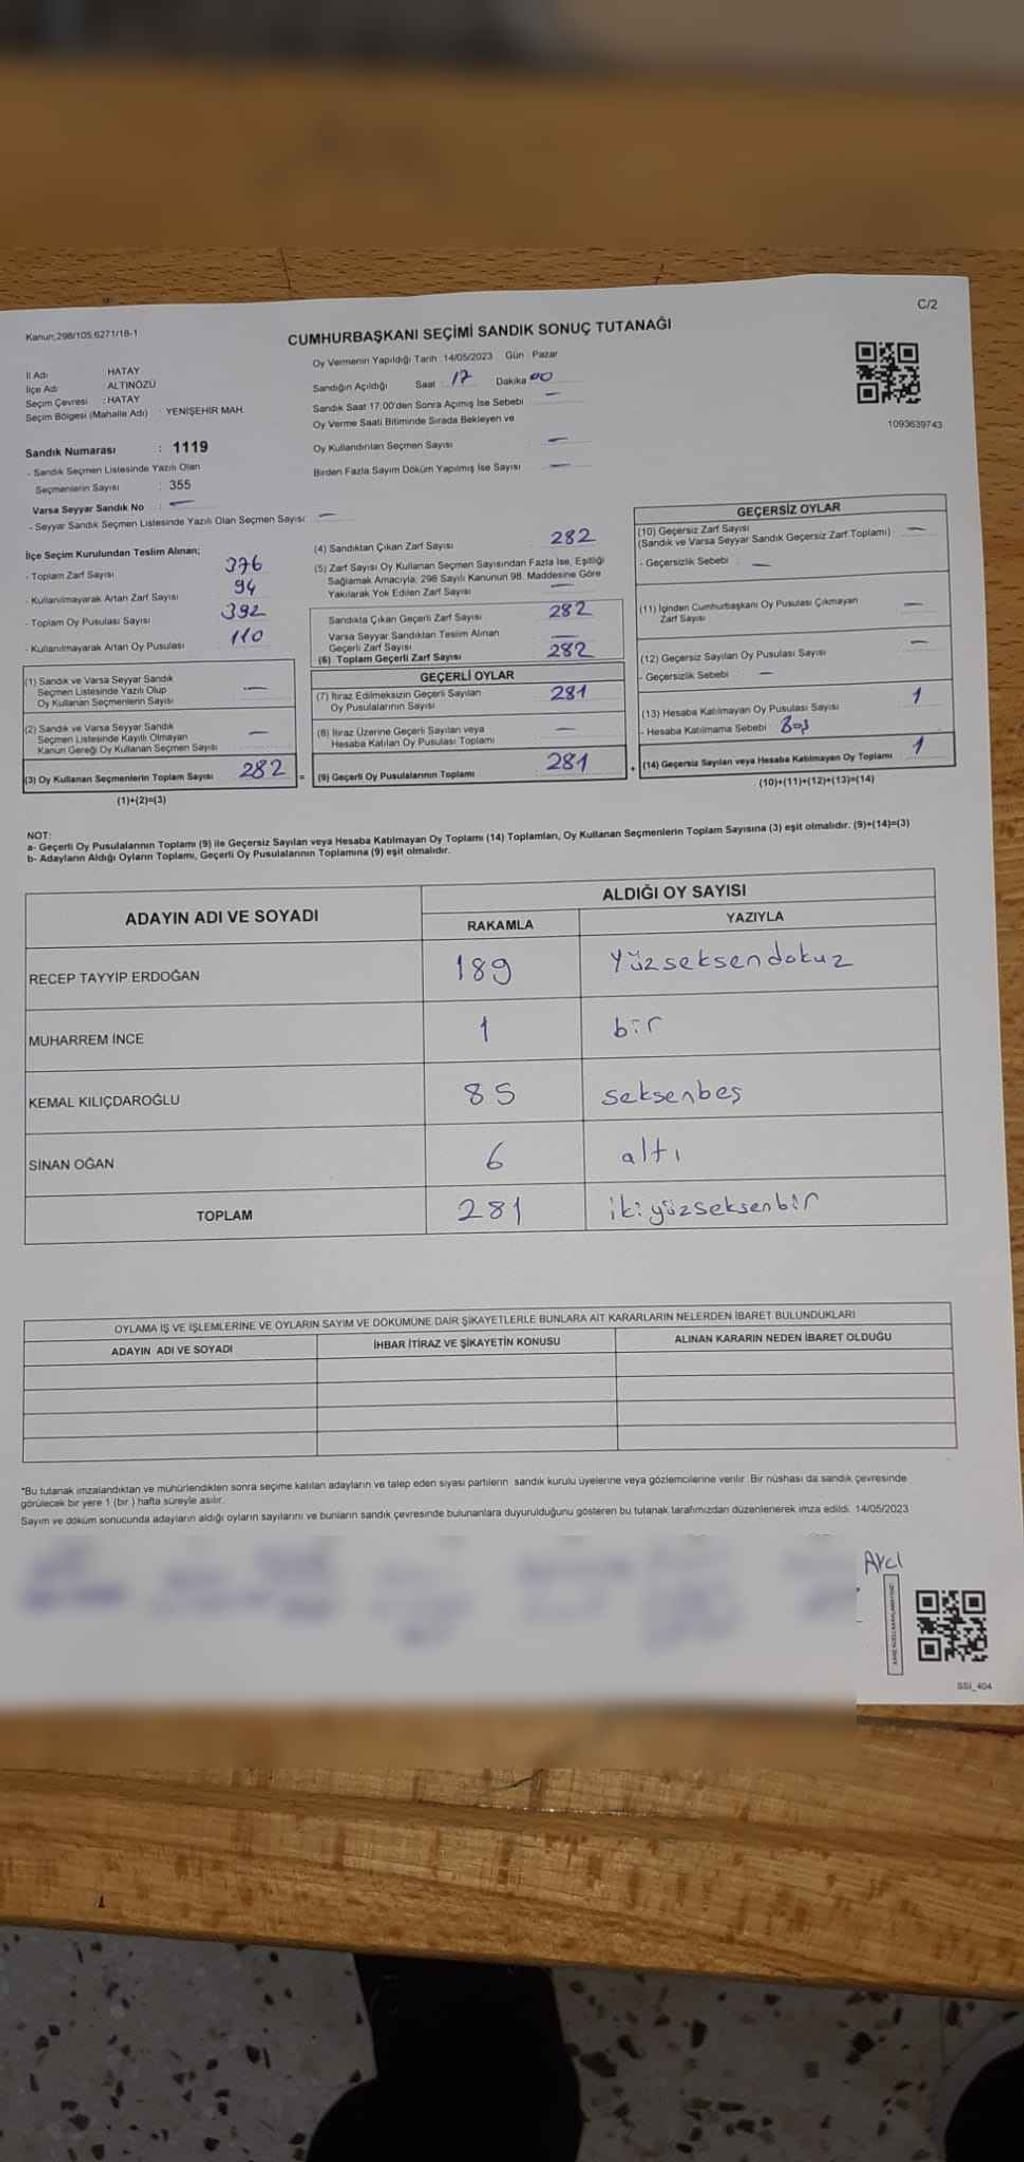 C/2
Kanun:298/105.6271/18-1
CUMHURBAŞKANI SEÇİMİ SANDIK SONUÇ TUTANAĞI
Oy Vermenin Yapıldığı Tarih :14/05/2023 Gün : Pazar
İl Adı : HATAY
İlçe Adı : ALTINÖZÜ
Seçim Çevresi : HATAY
Seçim Bölgesi (Mahalle Adı) : YENİŞEHİR MAH.
Sandığın Açıldığı Saat : 17 Dakika : 00
Sandık Saat 17:00'den Sonra Açımış İse Sebebi —
Oy Verme Saati Bitiminde Sırada Bekleyen ve
Oy Kullandırılan Seçmen Sayısı —
Birden Fazla Sayım Döküm Yapılmış İse Sayısı —
1093639743
Sandık Numarası : 1119
- Sandık Seçmen Listesinde Yazılı Olan
Seçmenlerin Sayısı : 355
Varsa Seyyar Sandık No : —
- Seyyar Sandık Seçmen Listesinde Yazılı Olan Seçmen Sayısı: —
İlçe Seçim Kurulundan Teslim Alınan;
- Toplam Zarf Sayısı 376
- Kullanılmayarak Artan Zarf Sayısı 94
- Toplam Oy Pusulası Sayısı 392
- Kullanılmayarak Artan Oy Pusulası 110
(1) Sandık ve Varsa Seyyar Sandık
Seçmen Listesinde Yazılı Olup
Oy Kullanan Seçmenlerin Sayısı —
(2) Sandık ve Varsa Seyyar Sandık
Seçmen Listesinde Kayıtlı Olmayan
Kanun Gereği Oy Kullanan Seçmen Sayısı —
(3) Oy Kullanan Seçmenlerin Toplam Sayısı 282 =
(1)+(2)=(3)
(4) Sandıktan Çıkan Zarf Sayısı 282
(5) Zarf Sayısı Oy Kullanan Seçmen Sayısından Fazla İse, Eşitliği
Sağlamak Amacıyla, 298 Sayılı Kanunun 98. Maddesine Göre
Yakılarak Yok Edilen Zarf Sayısı —
Sandıkta Çıkan Geçerli Zarf Sayısı 282
Varsa Seyyar Sandıktan Teslim Alınan
Geçerli Zarf Sayısı —
(6) Toplam Geçerli Zarf Sayısı 282
GEÇERLİ OYLAR
(7) İtiraz Edilmeksizin Geçerli Sayılan
Oy Pusulalarının Sayısı 281
(8) İtiraz Üzerine Geçerli Sayılan veya
Hesaba Katılan Oy Pusulası Toplamı —
(9) Geçerli Oy Pusulalarının Toplamı 281 +
GEÇERSİZ OYLAR
(10) Geçersiz Zarf Sayısı
(Sandık ve Varsa Seyyar Sandık Geçersiz Zarf Toplamı) —
- Geçersizlik Sebebi —
(11) İçinden Cumhurbaşkanı Oy Pusulası Çıkmayan
Zarf Sayısı —
(12) Geçersiz Sayılan Oy Pusulası Sayısı —
- Geçersizlik Sebebi —
(13) Hesaba Katılmayan Oy Pusulası Sayısı 1
- Hesaba Katılmama Sebebi Boş
(14) Geçersiz Sayılan veya Hesaba Katılmayan Oy Toplamı 1
(10)+(11)+(12)+(13)=(14)
NOT:
a- Geçerli Oy Pusulalarının Toplamı (9) ile Geçersiz Sayılan veya Hesaba Katılmayan Oy Toplamı (14) Toplamları, Oy Kullanan Seçmenlerin Toplam Sayısına (3) eşit olmalıdır. (9)+(14)=(3)
b- Adayların Aldığı Oyların Toplamı, Geçerli Oy Pusulalarının Toplamına (9) eşit olmalıdır.
ADAYIN ADI VE SOYADI
ALDIĞI OY SAYISI
RAKAMLA YAZIYLA
RECEP TAYYİP ERDOĞAN 189 Yüzseksendokuz
MUHARREM İNCE 1 bir
KEMAL KILIÇDAROĞLU 85 Seksenbeş
SİNAN OĞAN 6 altı
TOPLAM 281 ikiyüzseksenbir
OYLAMA İŞ VE İŞLEMLERİNE VE OYLARIN SAYIM VE DÖKÜMÜNE DAİR ŞİKAYETLERLE BUNLARA AİT KARARLARIN NELERDEN İBARET BULUNDUKLARI
ADAYIN ADI VE SOYADI İHBAR İTİRAZ VE ŞİKAYETİN KONUSU ALINAN KARARIN NEDEN İBARET OLDUĞU
*Bu tutanak imzalandıktan ve mühürlendikten sonra seçime katılan adayların ve talep eden siyasi partilerin sandık kurulu üyelerine veya gözlemcilerine verilir. Bir nüshası da sandık çevresinde
görülecek bir yere 1 (bir ) hafta süreyle asılır.
Sayım ve döküm sonucunda adayların aldığı oyların sayılarını ve bunların sandık çevresinde bulunanlara duyurulduğunu gösteren bu tutanak tarafımızdan düzenlenerek imza edildi. 14/05/2023
SSİ_404